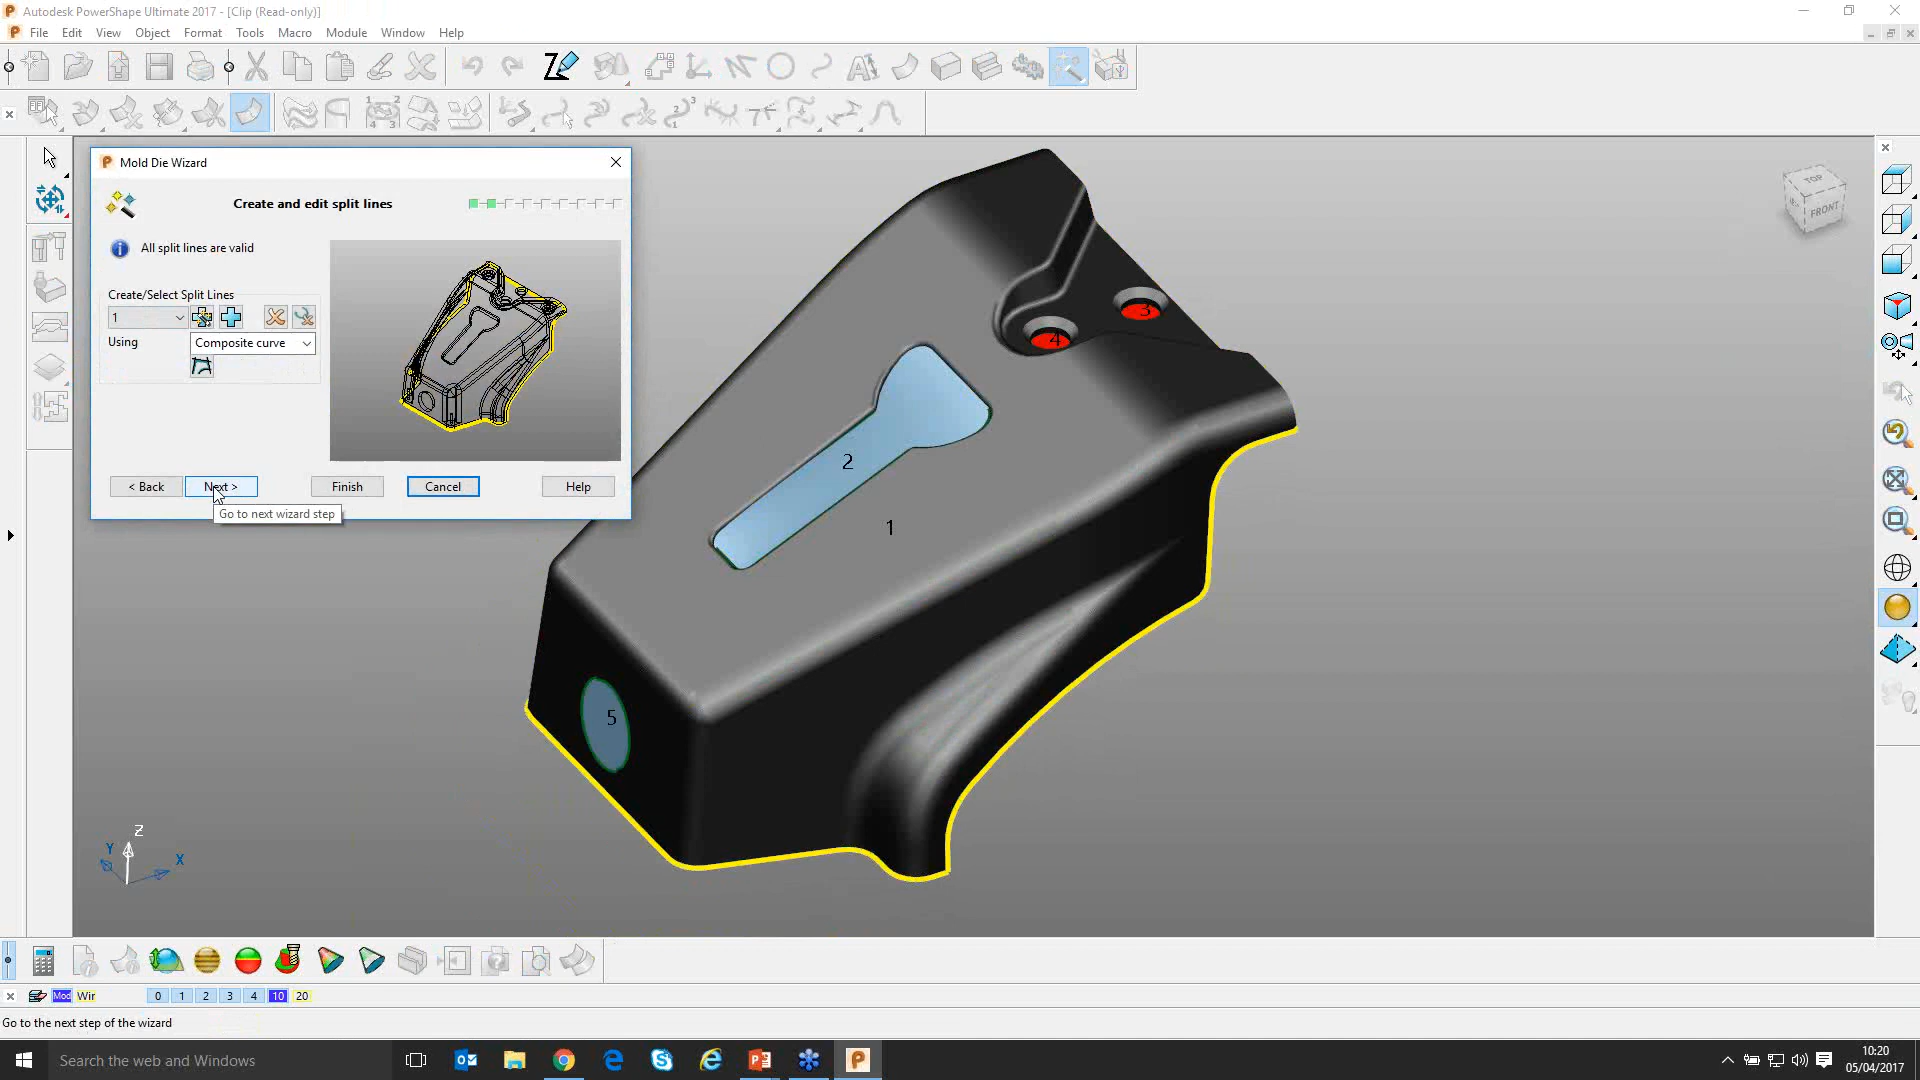 Autodesk PowerShape Ultimate 2017 - [Clip (Read-only)]
File Edit View Object Format Tools Macro Module Window Help
Mold Die Wizard
Create and edit split lines
All split lines are valid
Create/Select Split Lines
1
Using Composite curve
< Back Next > Finish Cancel Help
Go to next wizard step
TOP
FRONT
3
4
2
1
5
Z
Y
X
Mod Wir 0 1 2 3 4 10 20
Go to the next step of the wizard
Search the web and Windows
10:20
05/04/2017